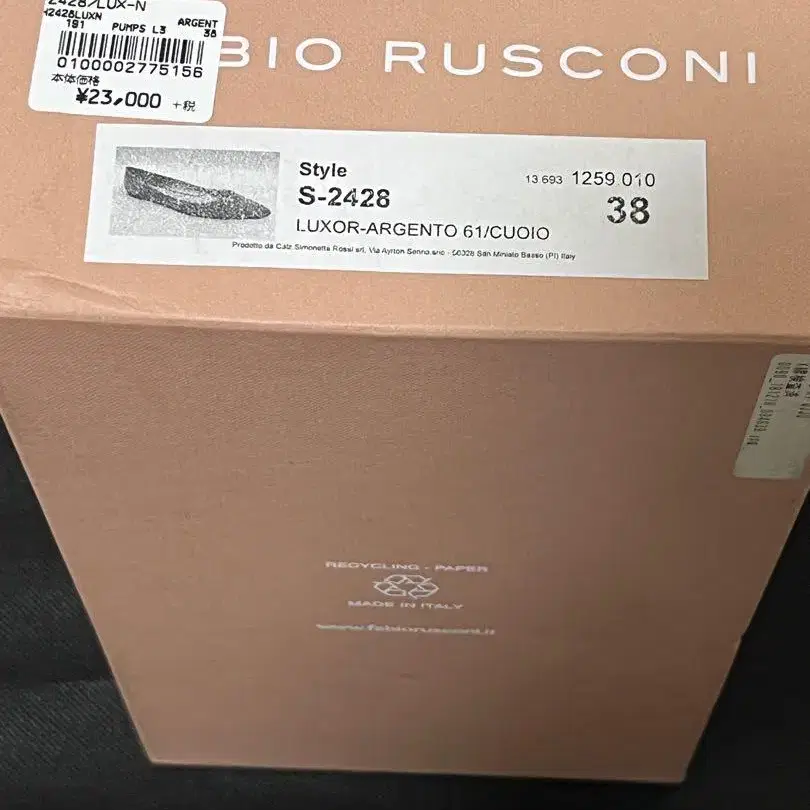 2428/LUX-N
H2428LUXN ARGENT
191 PUMPS L3 38
0100002775156
本体価格
¥23,000 +税
BIO RUSCONI
Style
S-2428
13.693 1259.010
38
LUXOR-ARGENTO 61/CUOIO
Prodotto da Calz. Simonetta Rossi srl, Via Ayrton Senna,snc - 56028 San Miniato Basso (PI) Italy
RECYCLING - PAPER
MADE IN ITALY
www.fabiorusconi.it